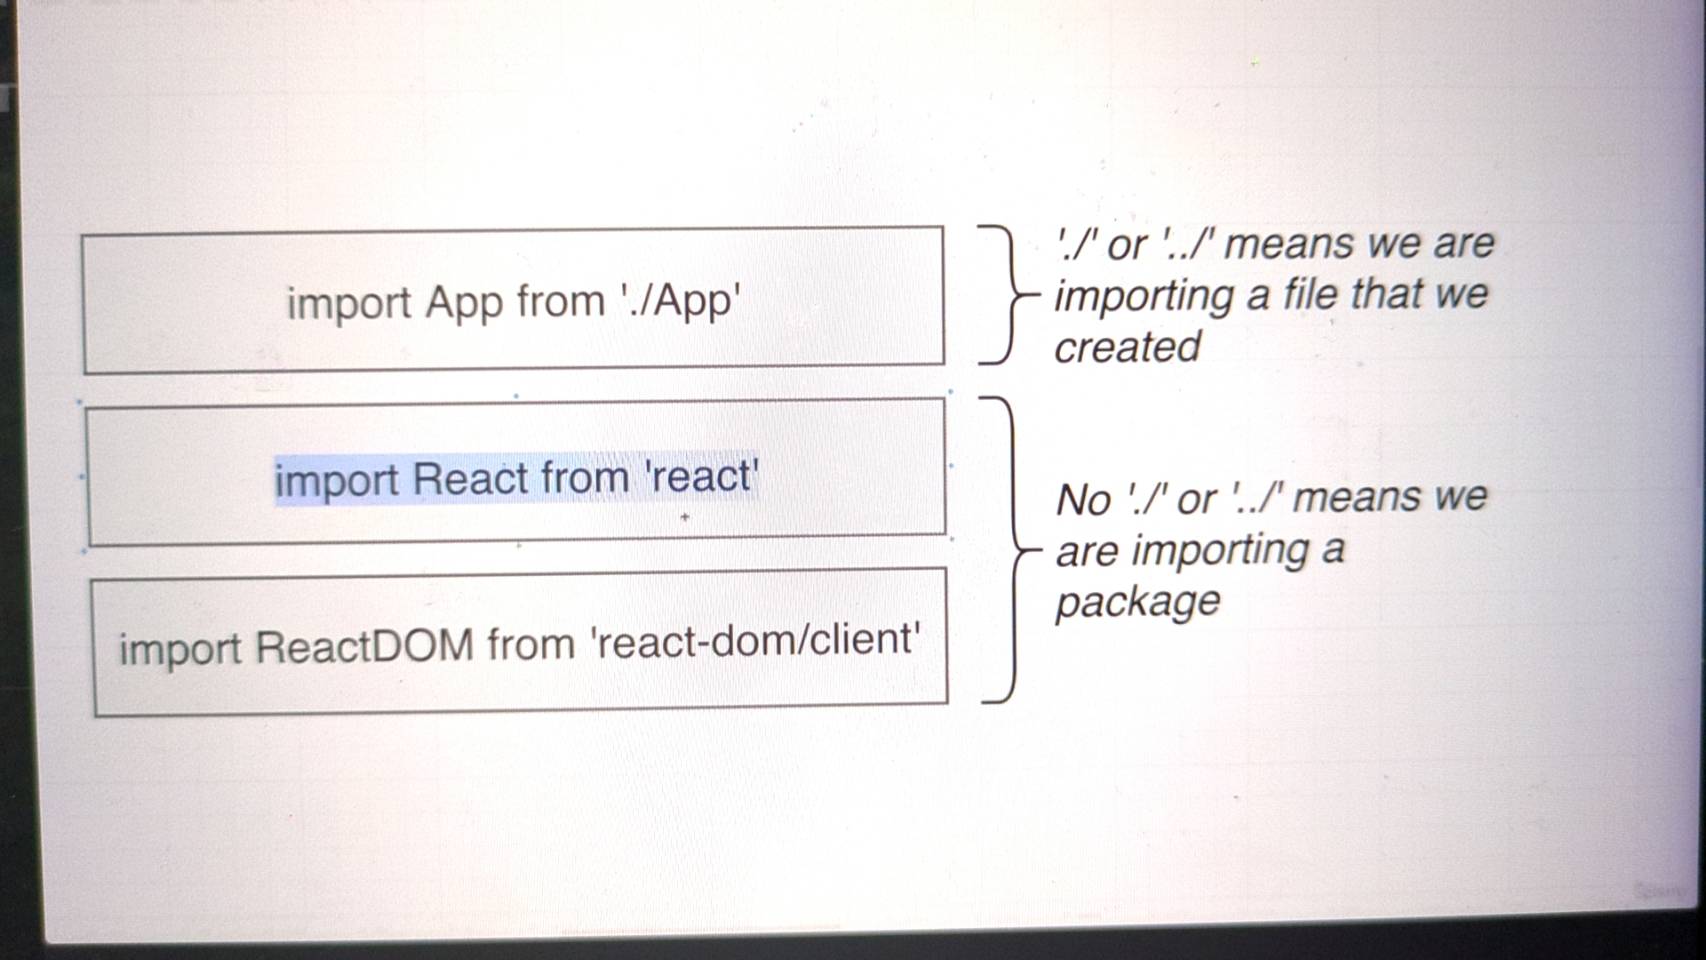 import App from './App'
'./' or '../' means we are
importing a file that we
created
import React from 'react'
import ReactDOM from 'react-dom/client'
No './' or '../' means we
are importing a
package